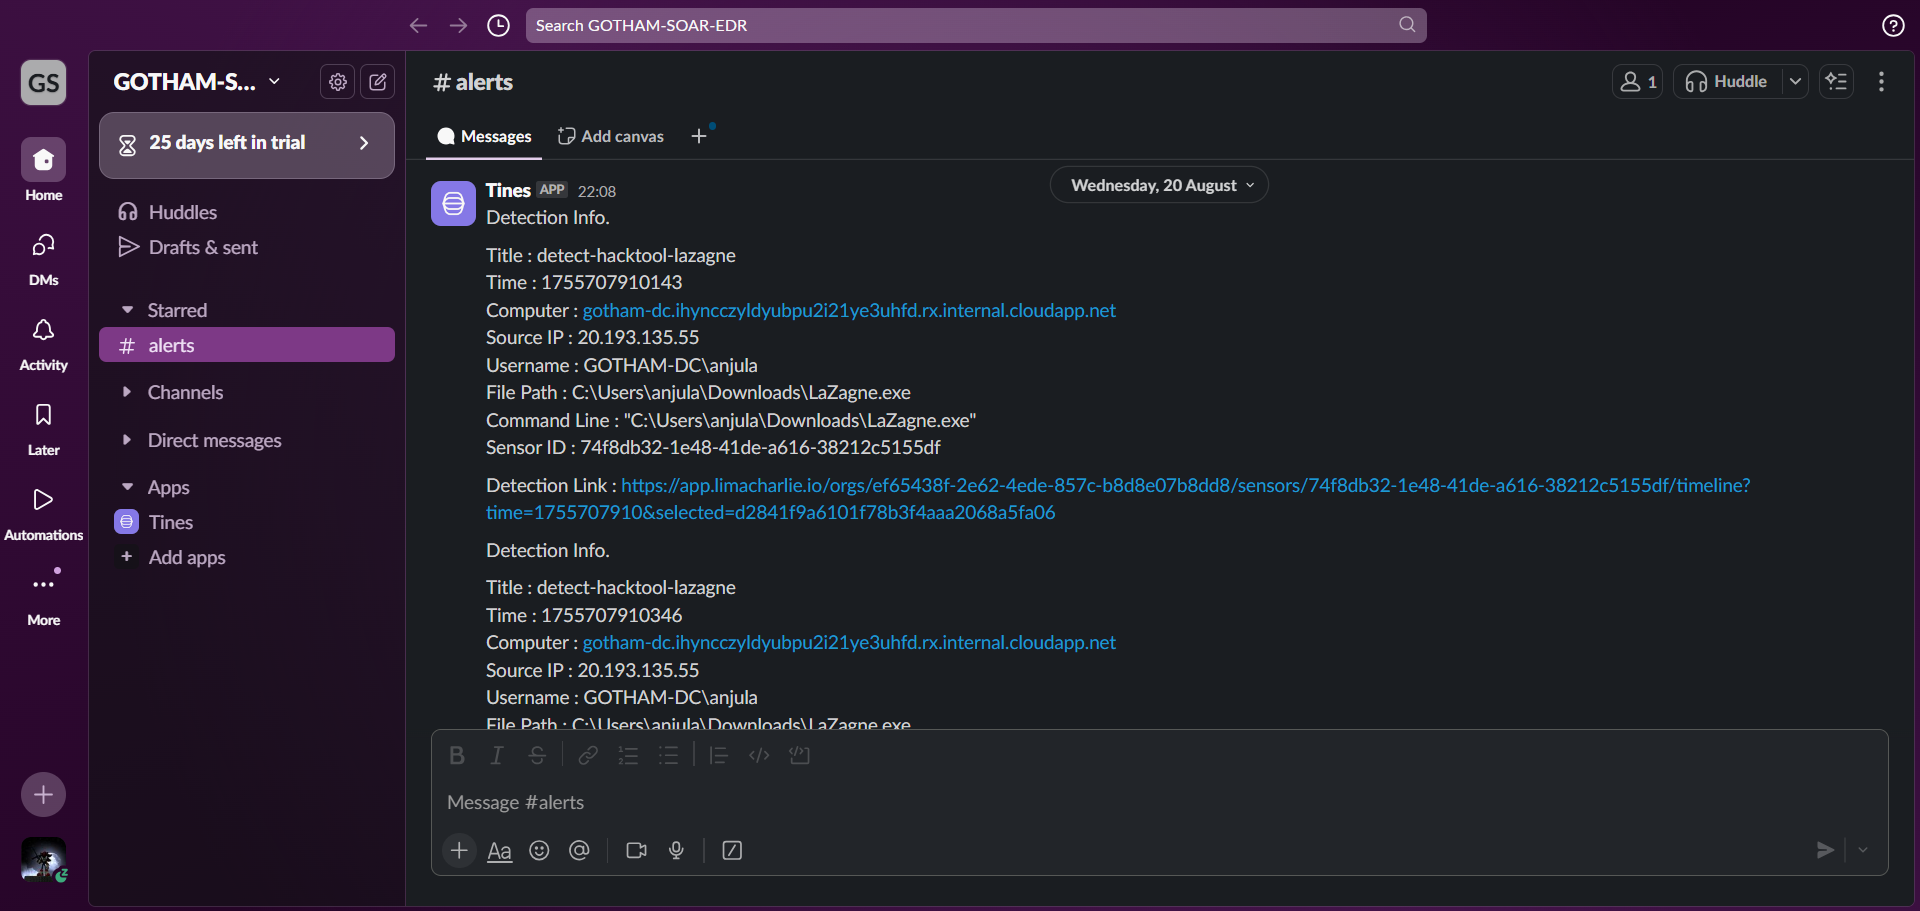 Search GOTHAM-SOAR-EDR
GS
GOTHAM-S...
# alerts
1
Huddle
25 days left in trial
Messages
Add canvas
Home
Huddles
Drafts & sent
DMs
Starred
# alerts
Activity
Channels
Later
Direct messages
Apps
Tines
Automations
Add apps
More
Wednesday, 20 August
Tines APP 22:08
Detection Info.
Title : detect-hacktool-lazagne
Time : 1755707910143
Computer : gotham-dc.ihyncczyldyubpu2i21ye3uhfd.rx.internal.cloudapp.net
Source IP : 20.193.135.55
Username : GOTHAM-DC\anjula
File Path : C:\Users\anjula\Downloads\LaZagne.exe
Command Line : "C:\Users\anjula\Downloads\LaZagne.exe"
Sensor ID : 74f8db32-1e48-41de-a616-38212c5155df
Detection Link : https://app.limacharlie.io/orgs/ef65438f-2e62-4ede-857c-b8d8e07b8dd8/sensors/74f8db32-1e48-41de-a616-38212c5155df/timeline?
time=1755707910&selected=d2841f9a6101f78b3f4aaa2068a5fa06
Detection Info.
Title : detect-hacktool-lazagne
Time : 1755707910346
Computer : gotham-dc.ihyncczyldyubpu2i21ye3uhfd.rx.internal.cloudapp.net
Source IP : 20.193.135.55
Username : GOTHAM-DC\anjula
File Path : C:\Users\anjula\Downloads\LaZagne.exe
Message #alerts
Aa